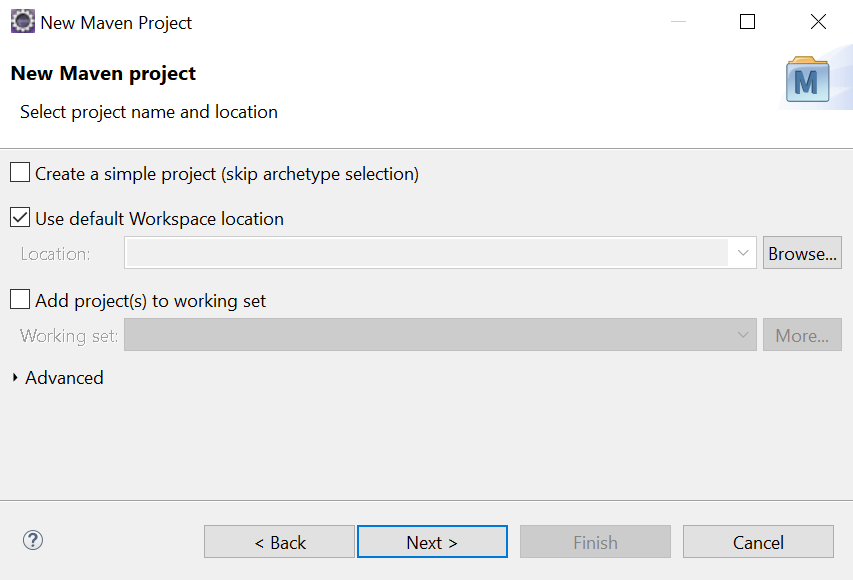 New Maven Project
New Maven project
Select project name and location
M
Create a simple project (skip archetype selection)
Use default Workspace location
Location:
Browse...
Add project(s) to working set
Working set:
More...
Advanced
?
< Back
Next >
Finish
Cancel